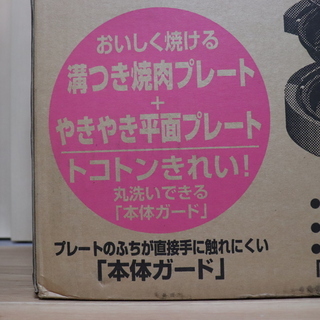 おいしく焼ける
溝つき焼肉プレート
+
やきやき平面プレート
トコトンきれい!
丸洗いできる
「本体ガード」
プレートのふちが直接手に触れにくい
「本体ガード」